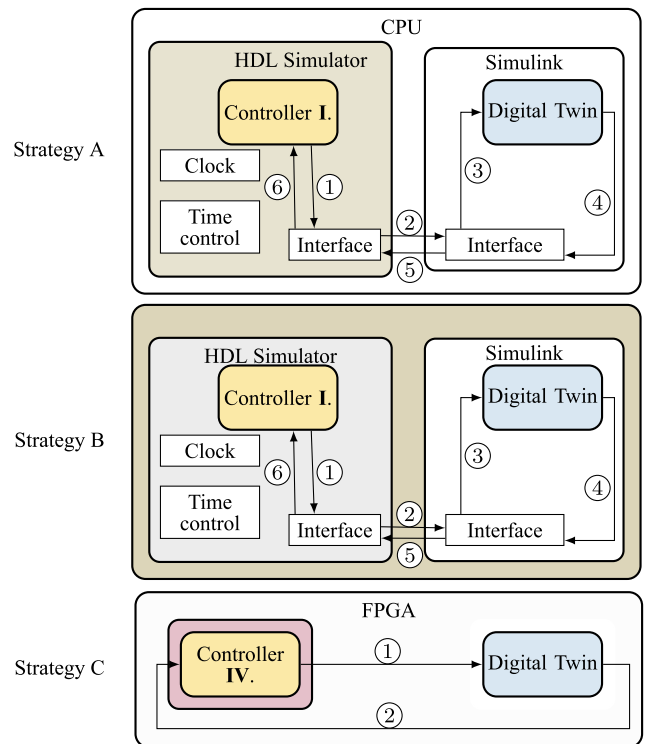 CPU
HDL Simulator
Simulink
Controller I.
Digital Twin
Strategy A
Clock
6
1
3
4
Time
control
Interface
2
Interface
5
HDL Simulator
Simulink
Controller I.
Digital Twin
Strategy B
Clock
6
1
3
4
Time
control
Interface
2
Interface
5
FPGA
Strategy C
Controller
IV.
1
Digital Twin
2